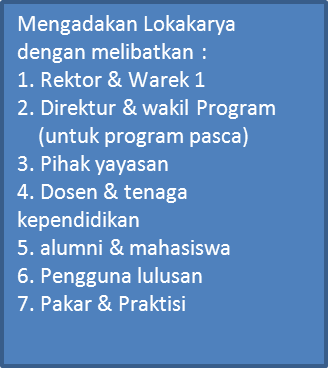 Mengadakan Lokakarya
dengan melibatkan :
1. Rektor & Warek 1
2. Direktur & wakil Program
(untuk program pasca)
3. Pihak yayasan
4. Dosen & tenaga
kependidikan
5. alumni & mahasiswa
6. Pengguna lulusan
7. Pakar & Praktisi